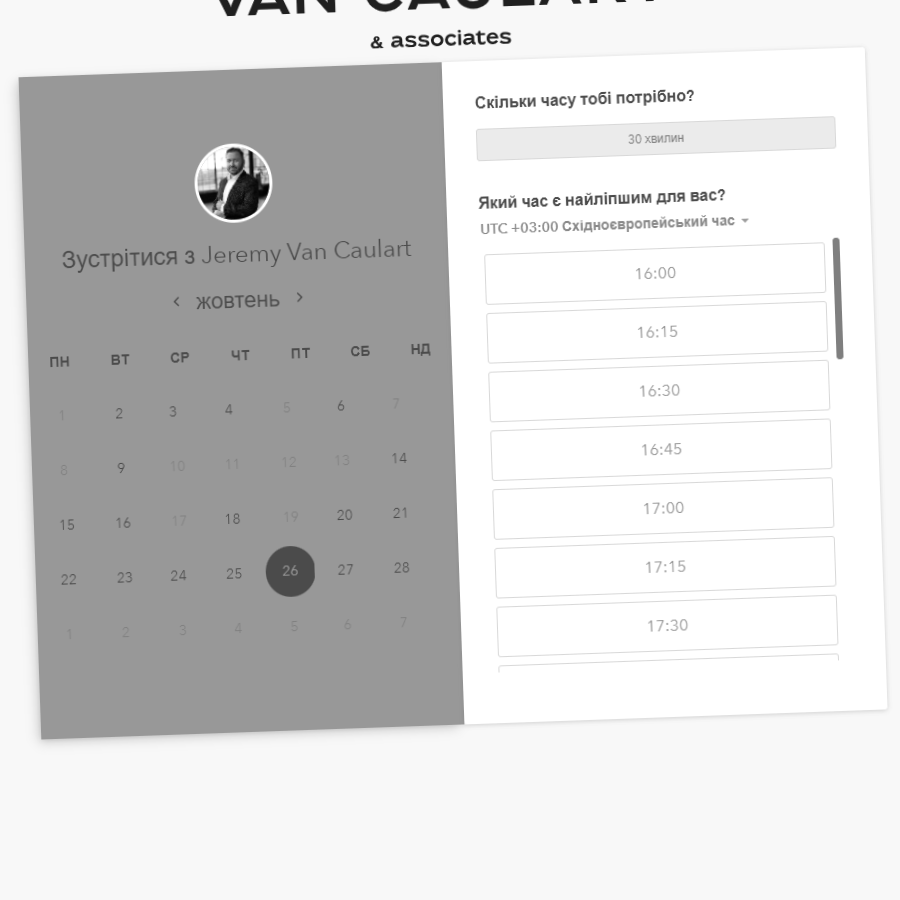 VAN CAULART
& associates
Зустрітися з Jeremy Van Caulart
‹ жовтень ›
ПН ВТ СР ЧТ ПТ СБ НД
1 2 3 4 5 6 7
8 9 10 11 12 13 14
15 16 17 18 19 20 21
22 23 24 25 26 27 28
1 2 3 4 5 6 7
Скільки часу тобі потрібно?
30 хвилин
Який час є найліпшим для вас?
UTC +03:00 Східноєвропейський час
16:00
16:15
16:30
16:45
17:00
17:15
17:30